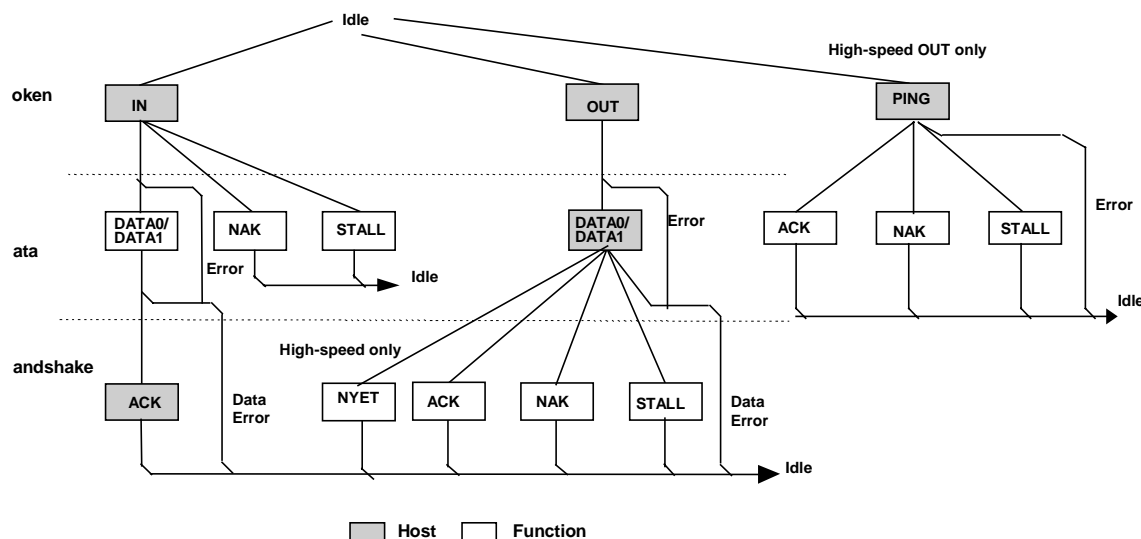 Idle
High-speed OUT only
oken
IN
OUT
PING
DATA0/
DATA1
NAK
STALL
DATA0/
DATA1
Error
ACK
NAK
STALL
Error
ata
Error
Idle
Idle
High-speed only
andshake
ACK
Data
Error
NYET
ACK
NAK
STALL
Data
Error
Idle
Host
Function